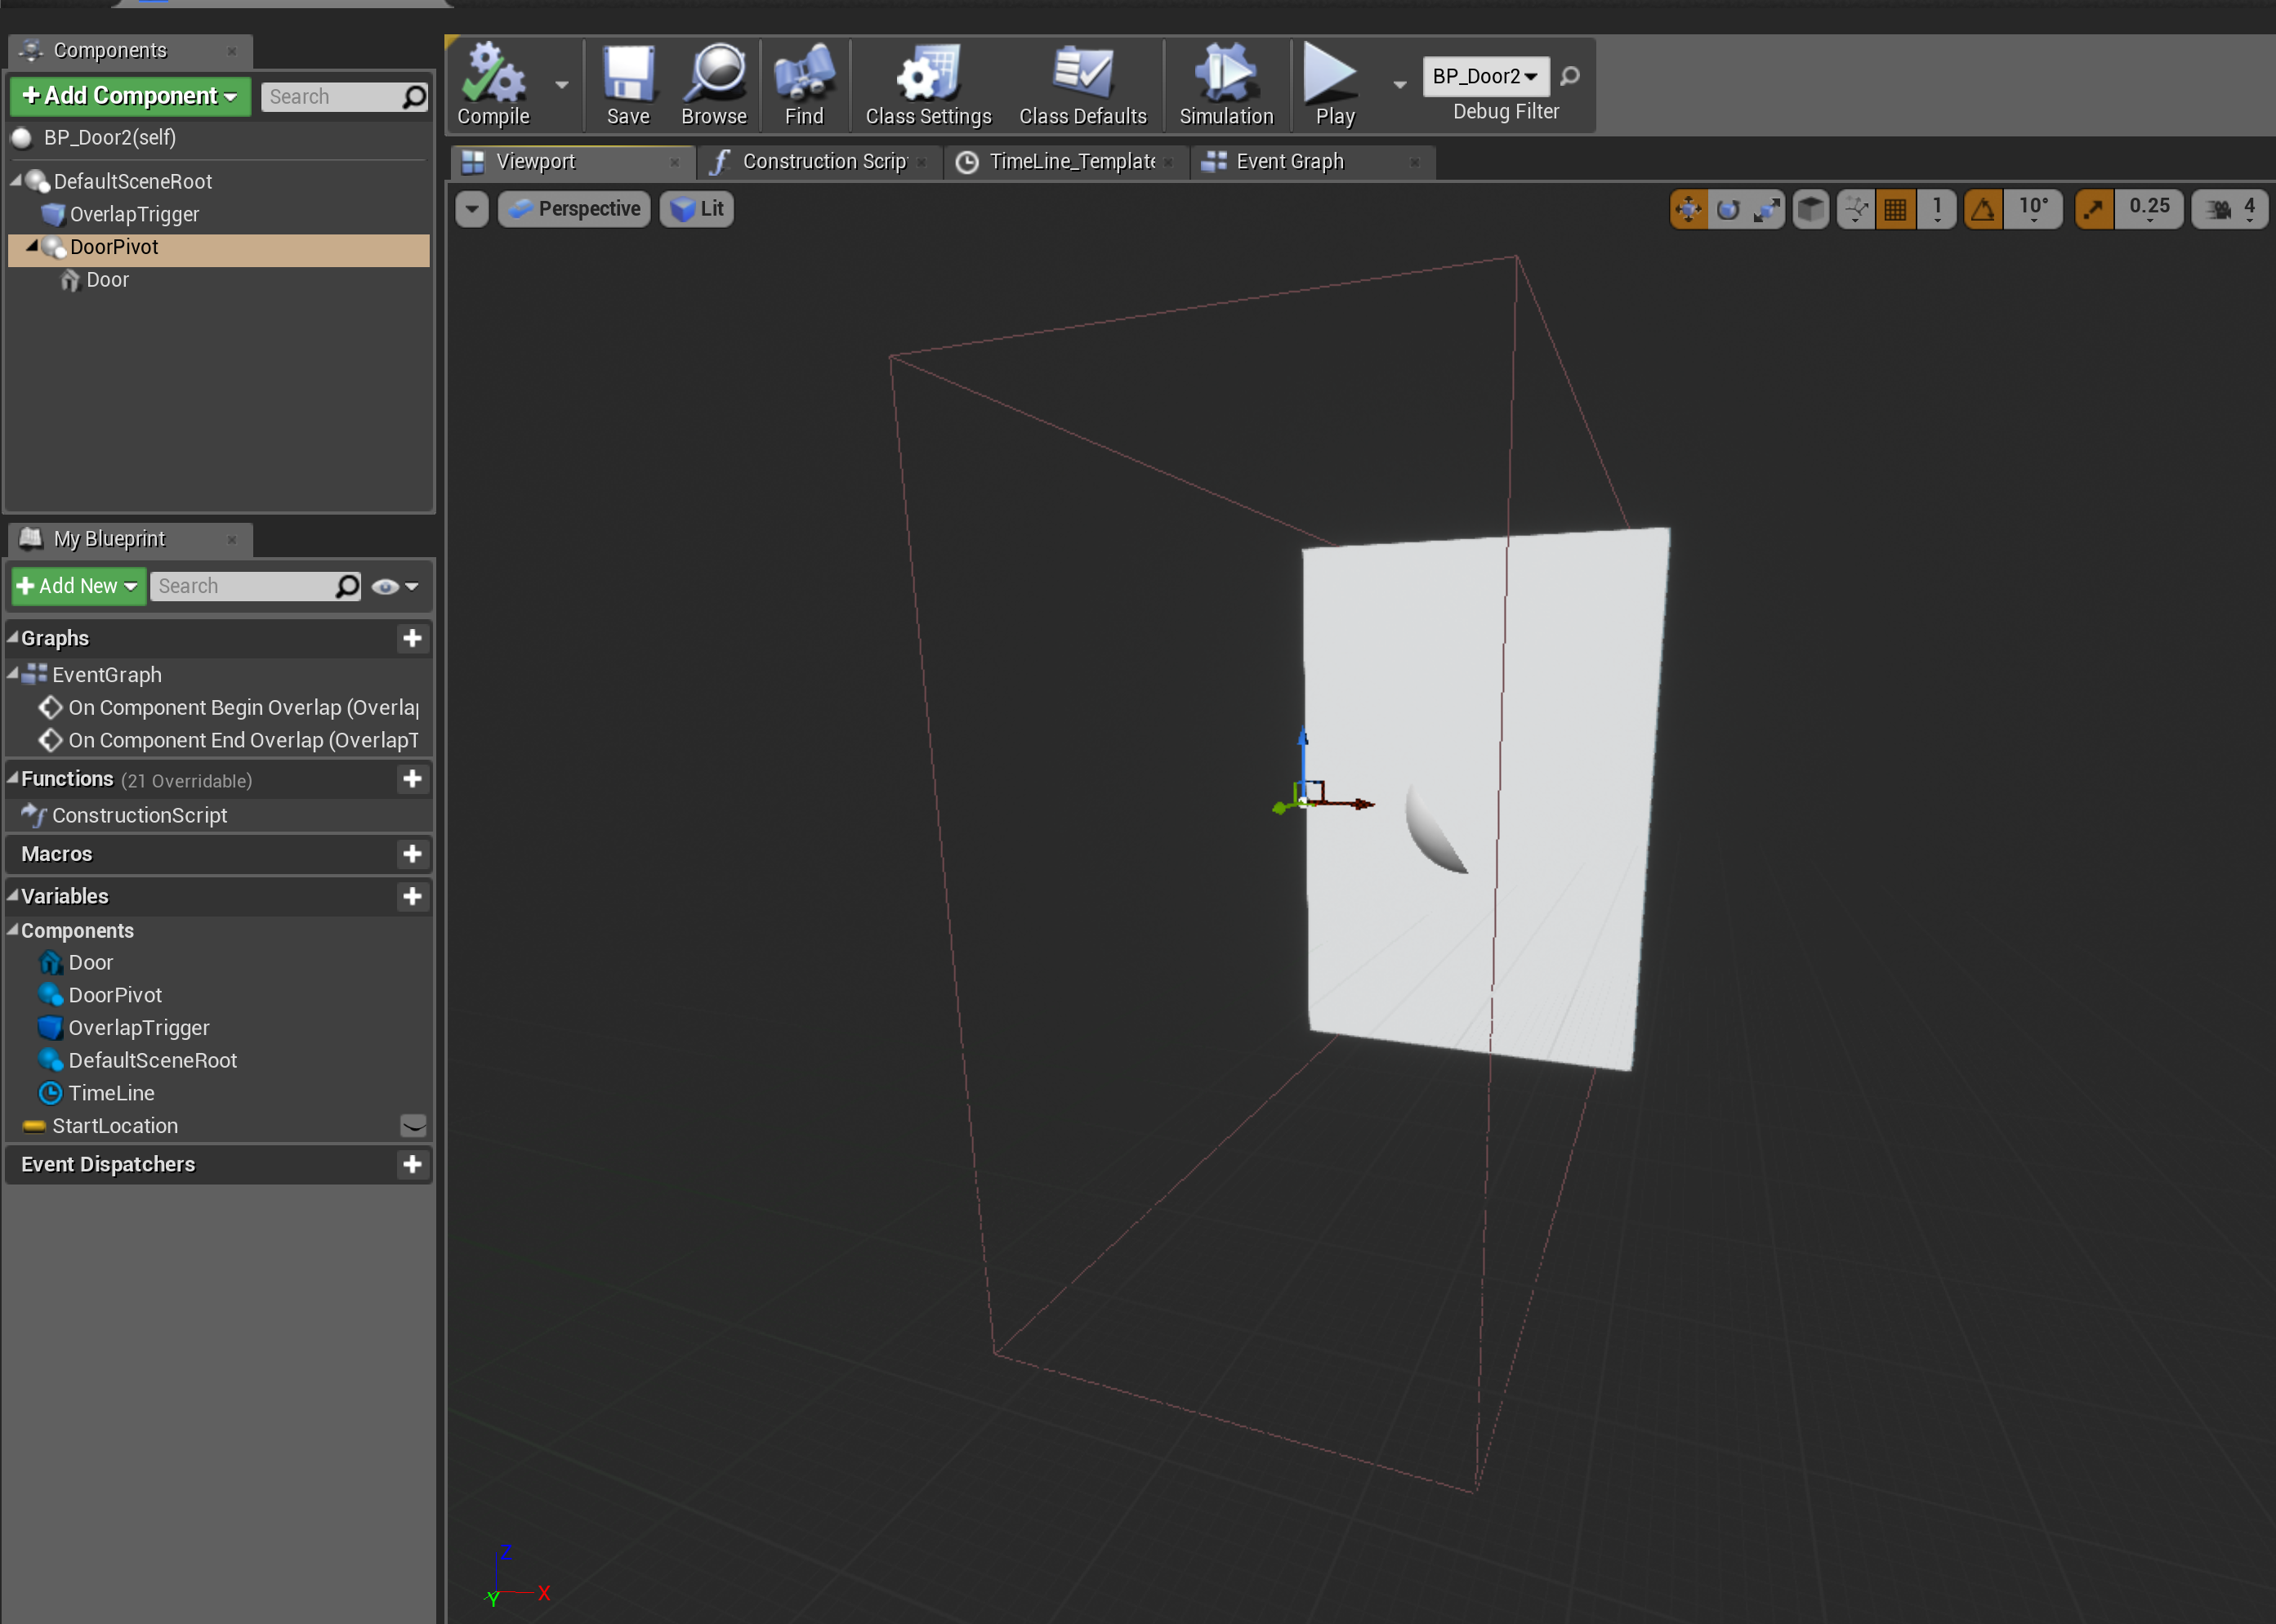 Components
Add Component
Search
BP_Door2(self)
DefaultSceneRoot
OverlapTrigger
DoorPivot
Door
My Blueprint
Add New
Search
Graphs
EventGraph
On Component Begin Overlap (Overlap
On Component End Overlap (OverlapT
Functions (21 Overridable)
ConstructionScript
Macros
Variables
Components
Door
DoorPivot
OverlapTrigger
DefaultSceneRoot
TimeLine
StartLocation
Event Dispatchers
Compile
Save
Browse
Find
Class Settings
Class Defaults
Simulation
Play
BP_Door2
Debug Filter
Viewport
Construction Scrip
TimeLine_Template
Event Graph
Perspective
Lit
1
10°
0.25
4
Z
X
Y